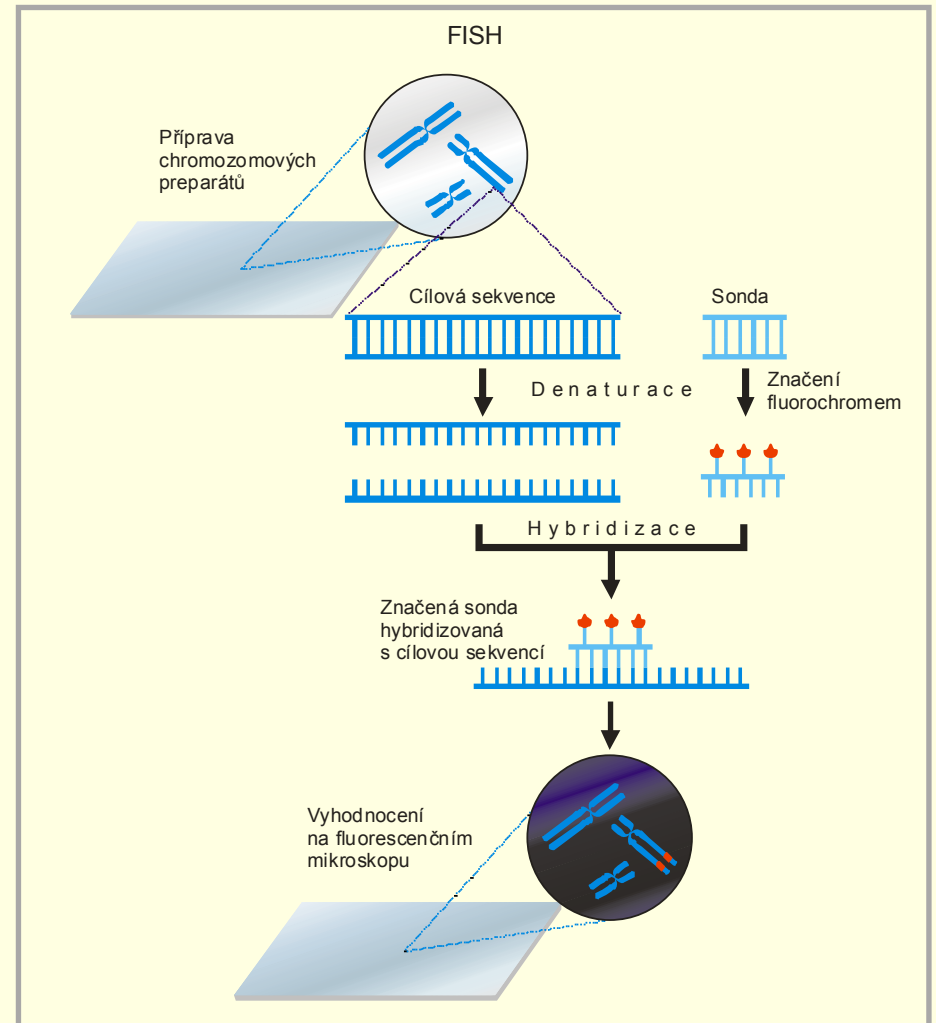 FISH
Příprava
chromozomových
preparátů
Cílová sekvence
Sonda
Denaturace
Značení
fluorochromem
Hybridizace
Značená sonda
hybridizovaná
s cílovou sekvencí
Vyhodnocení
na fluorescenčním
mikroskopu